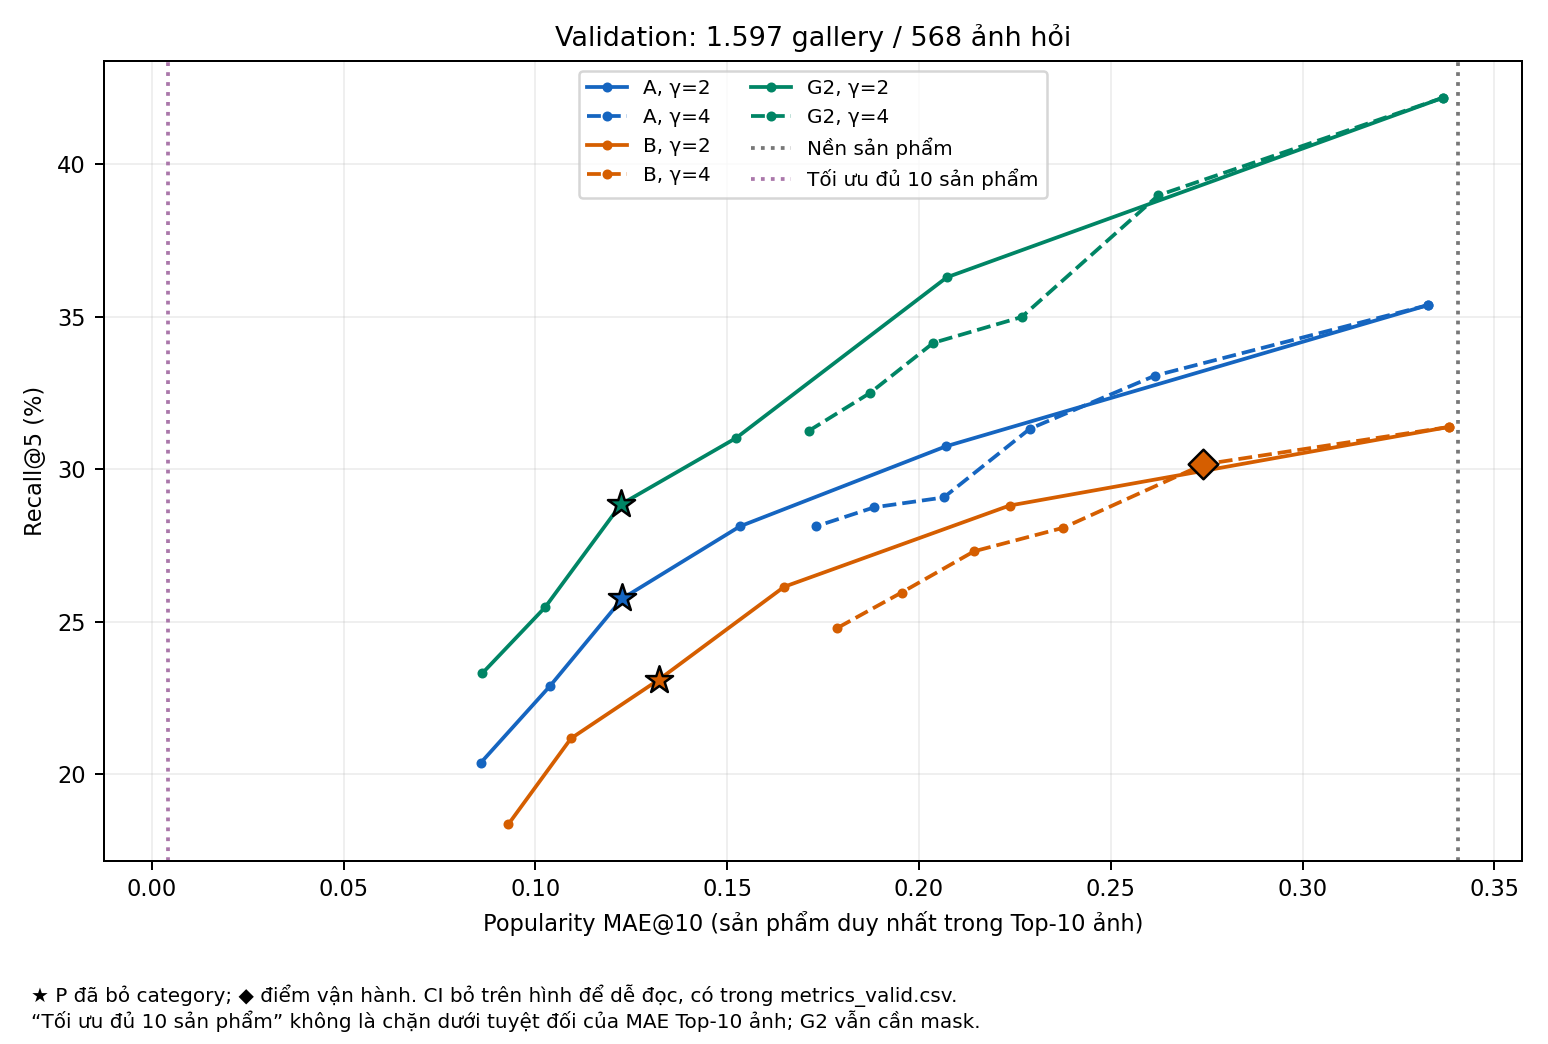 Validation: 1.597 gallery / 568 ảnh hỏi
A, γ=2
A, γ=4
B, γ=2
B, γ=4
G2, γ=2
G2, γ=4
Nền sản phẩm
Tối ưu đủ 10 sản phẩm
Recall@5 (%)
40
35
30
25
20
0.00 0.05 0.10 0.15 0.20 0.25 0.30 0.35
Popularity MAE@10 (sản phẩm duy nhất trong Top-10 ảnh)
★ P đã bỏ category; ◆ điểm vận hành. CI bỏ trên hình để dễ đọc, có trong metrics_valid.csv.
“Tối ưu đủ 10 sản phẩm” không là chặn dưới tuyệt đối của MAE Top-10 ảnh; G2 vẫn cần mask.